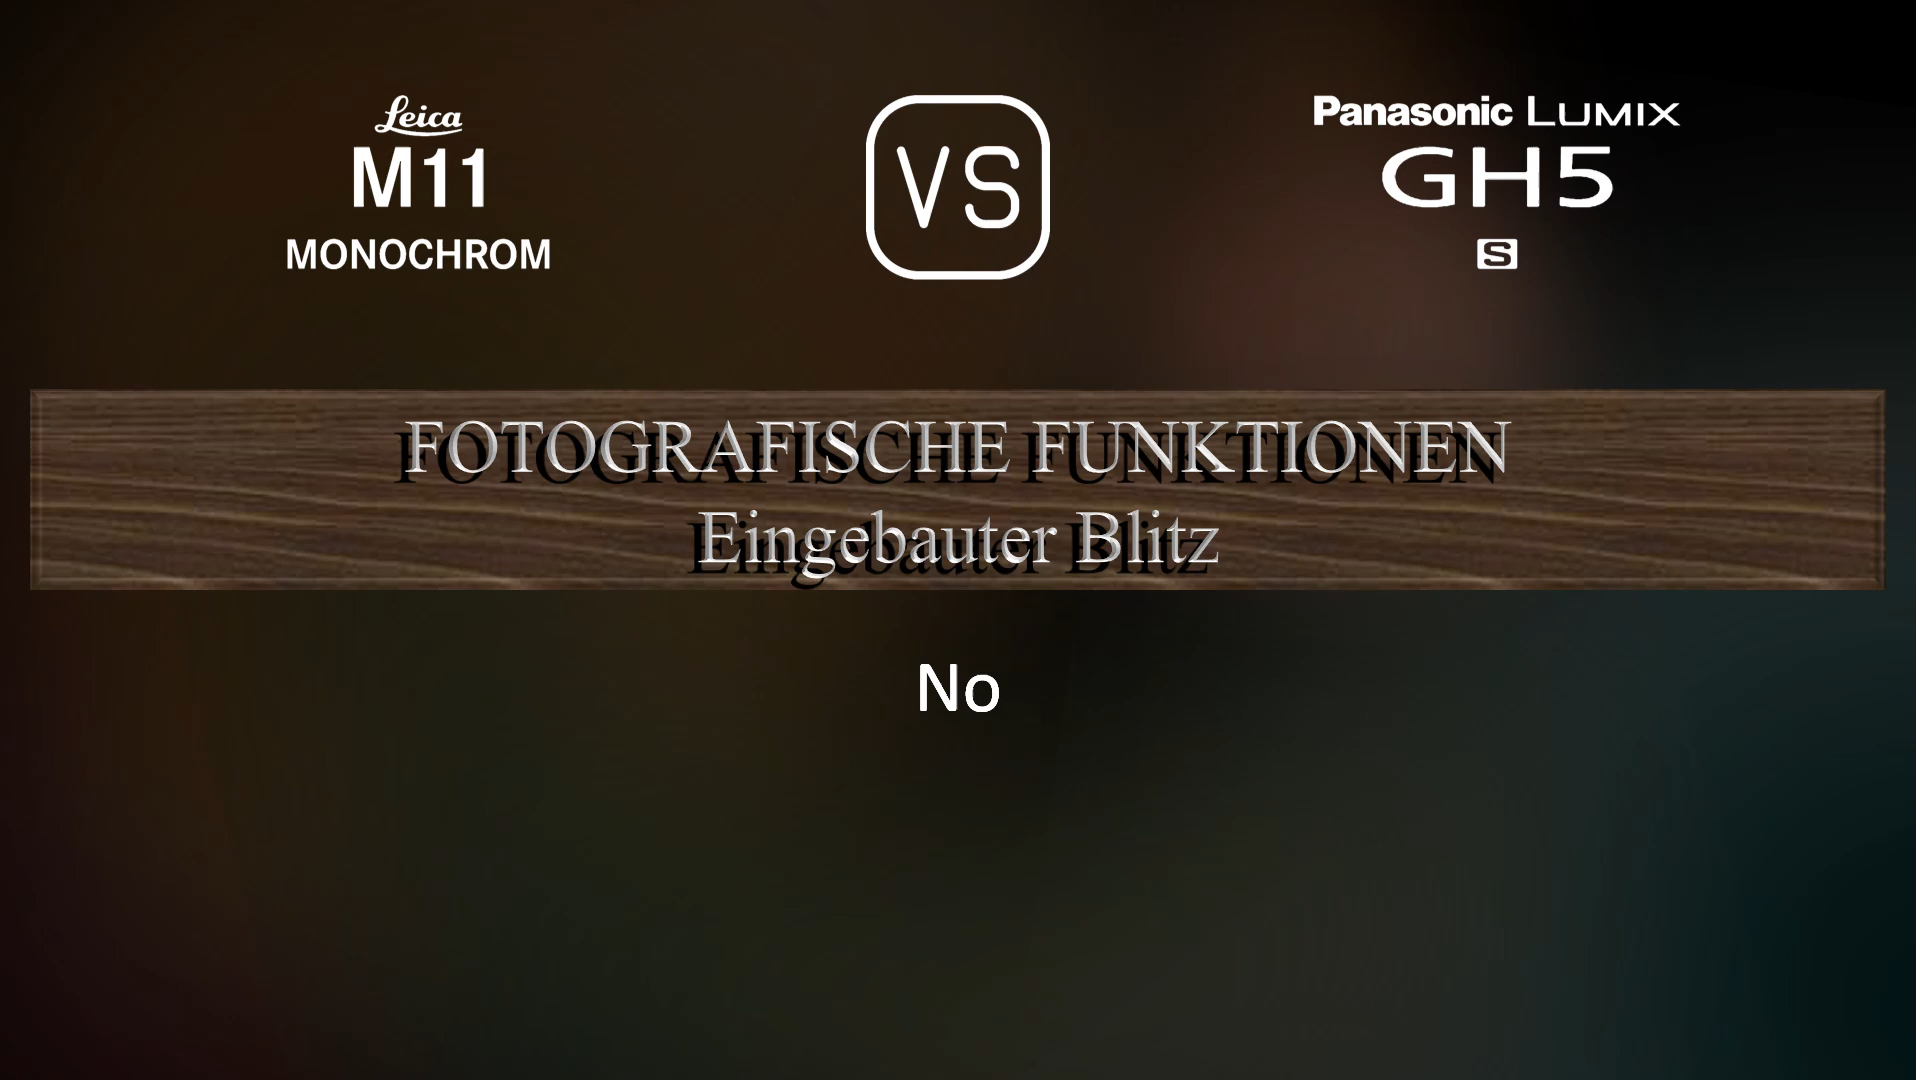 Leica
M11
MONOCHROM
VS
Panasonic LUMIX
GH5
S
FOTOGRAFISCHE FUNKTIONEN
Eingebauter Blitz
No